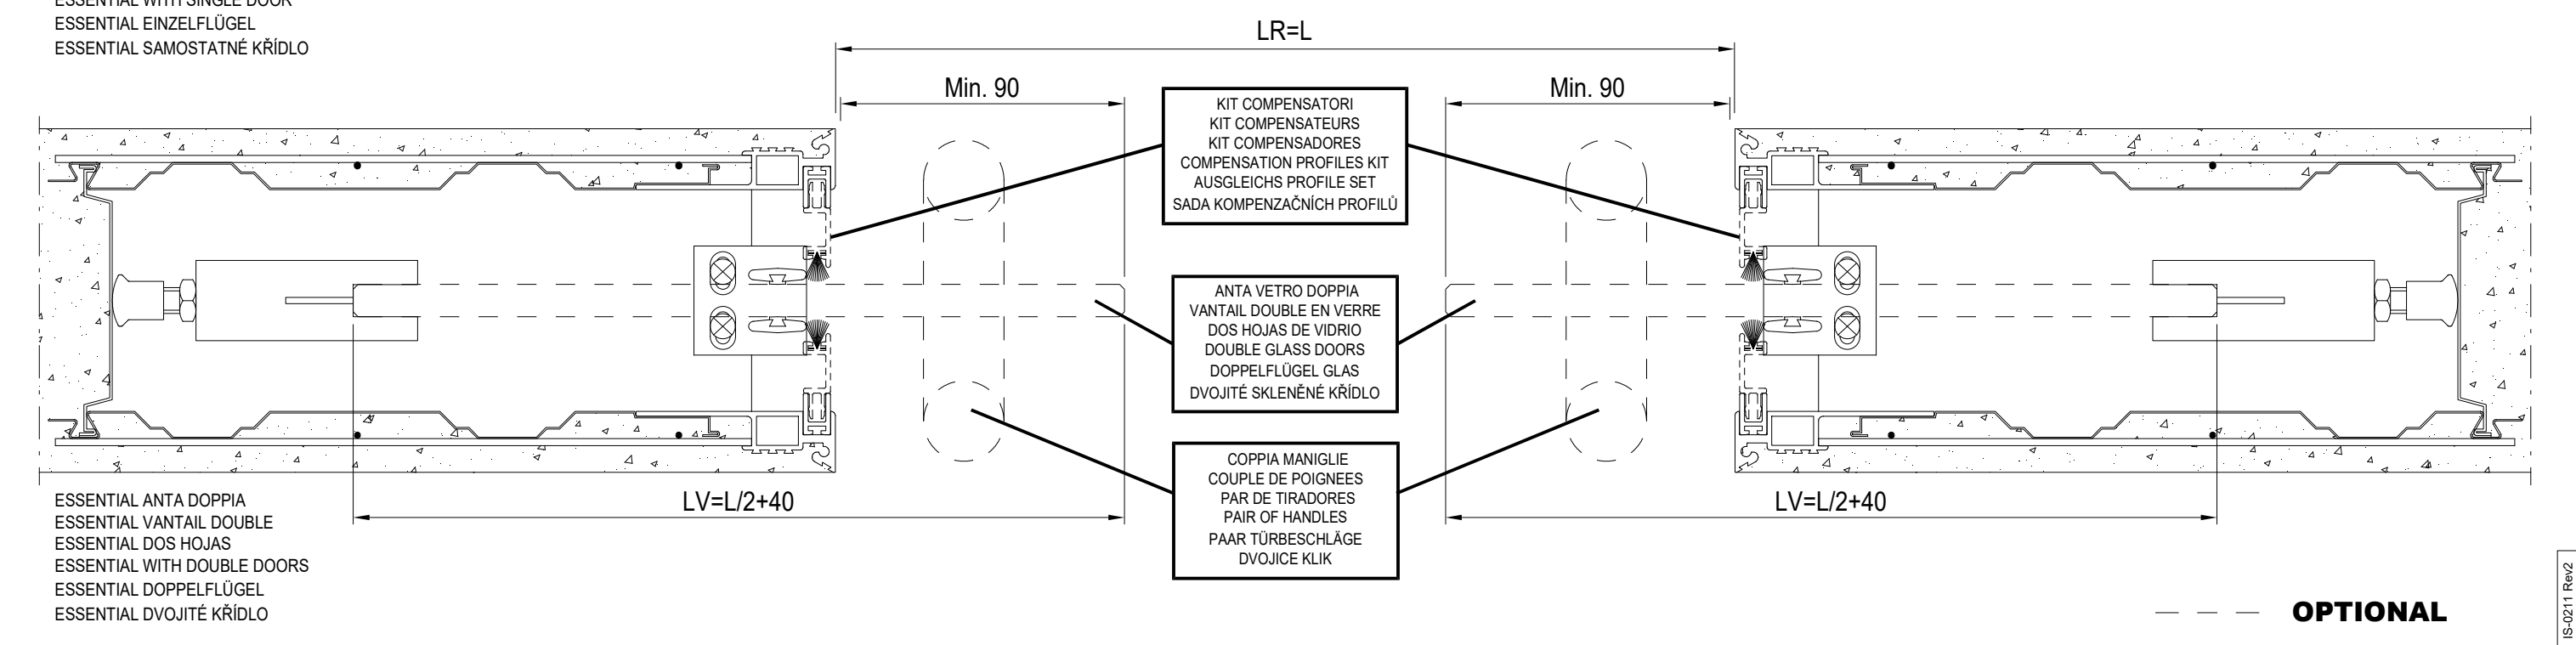 ESSENTIAL WITH SINGLE DOOR
ESSENTIAL EINZELFLÜGEL
ESSENTIAL SAMOSTATNÉ KŘÍDLO
LR=L
Min. 90
Min. 90
KIT COMPENSATORI
KIT COMPENSATEURS
KIT COMPENSADORES
COMPENSATION PROFILES KIT
AUSGLEICHS PROFILE SET
SADA KOMPENZAČNÍCH PROFILŮ
ANTA VETRO DOPPIA
VANTAIL DOUBLE EN VERRE
DOS HOJAS DE VIDRIO
DOUBLE GLASS DOORS
DOPPELFLÜGEL GLAS
DVOJITÉ SKLENĚNÉ KŘÍDLO
COPPIA MANIGLIE
COUPLE DE POIGNEES
PAR DE TIRADORES
PAIR OF HANDLES
PAAR TÜRBESCHLÄGE
DVOJICE KLIK
LV=L/2+40
LV=L/2+40
ESSENTIAL ANTA DOPPIA
ESSENTIAL VANTAIL DOUBLE
ESSENTIAL DOS HOJAS
ESSENTIAL WITH DOUBLE DOORS
ESSENTIAL DOPPELFLÜGEL
ESSENTIAL DVOJITÉ KŘÍDLO
OPTIONAL
IS-0211 Rev2